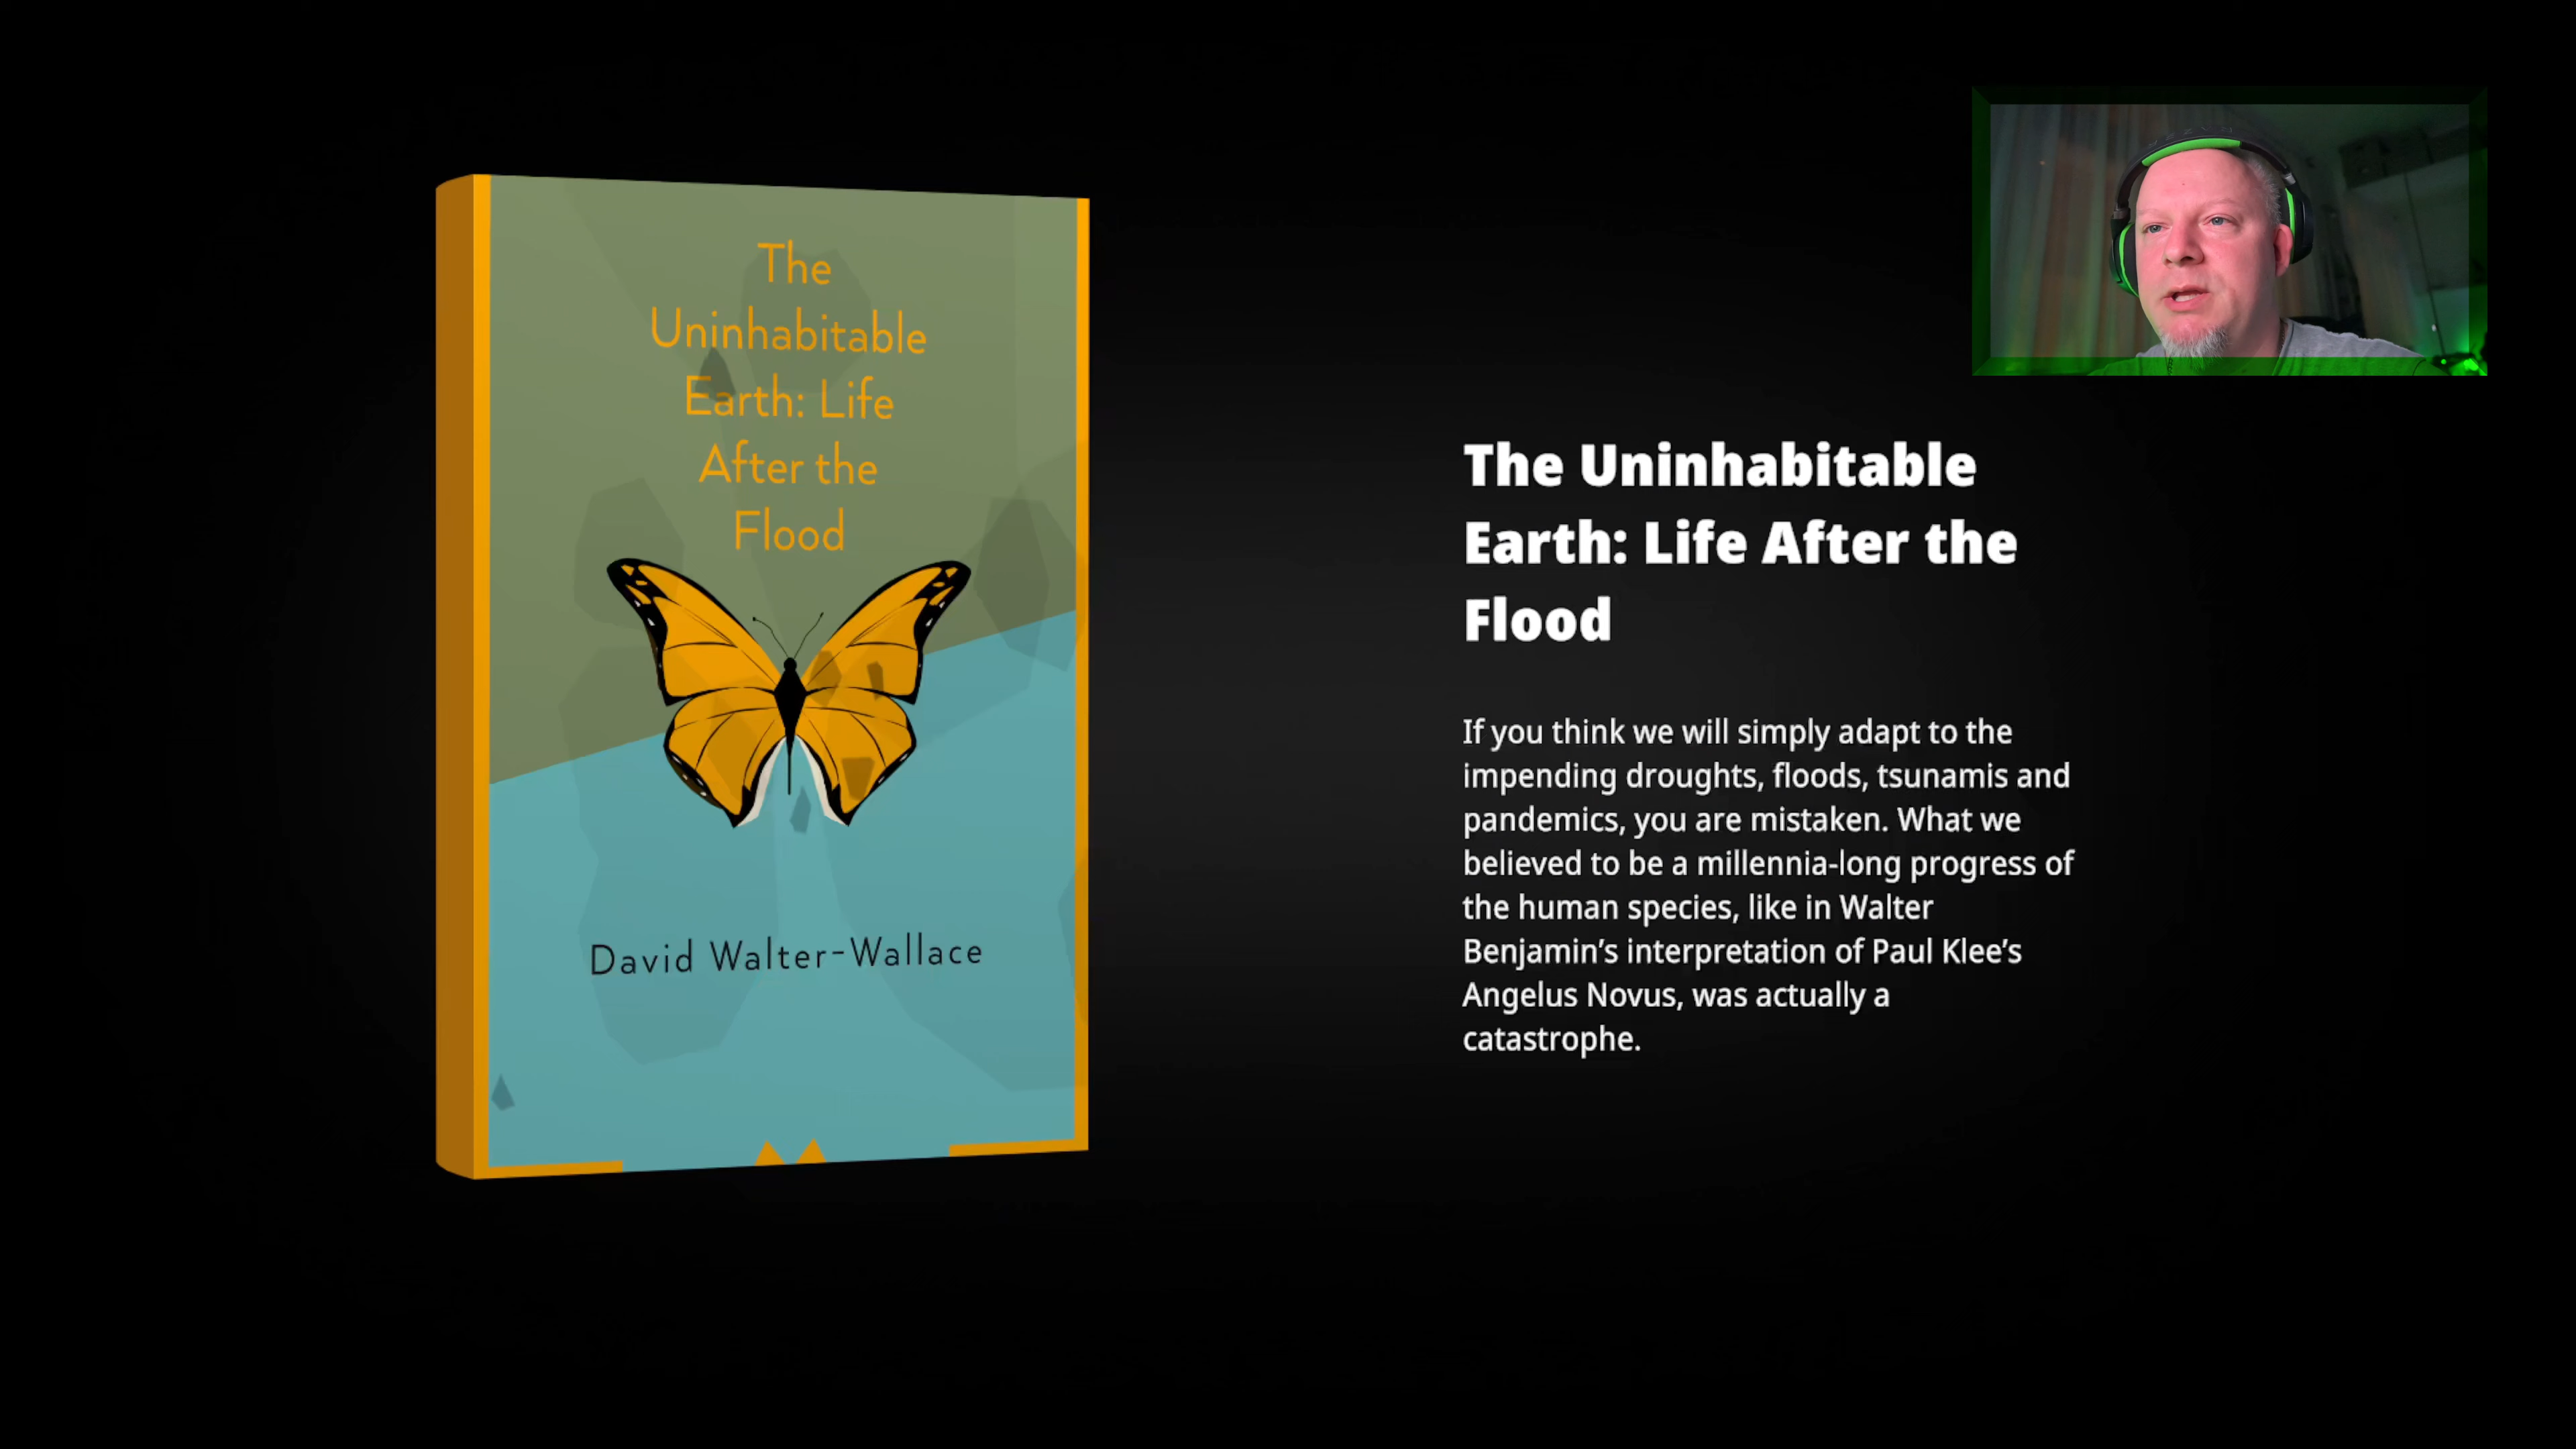 The
Uninhabitable
Earth: Life
After the
Flood
David Walter-Wallace
The Uninhabitable
Earth: Life After the
Flood
If you think we will simply adapt to the
impending droughts, floods, tsunamis and
pandemics, you are mistaken. What we
believed to be a millennia-long progress of
the human species, like in Walter
Benjamin’s interpretation of Paul Klee’s
Angelus Novus, was actually a
catastrophe.